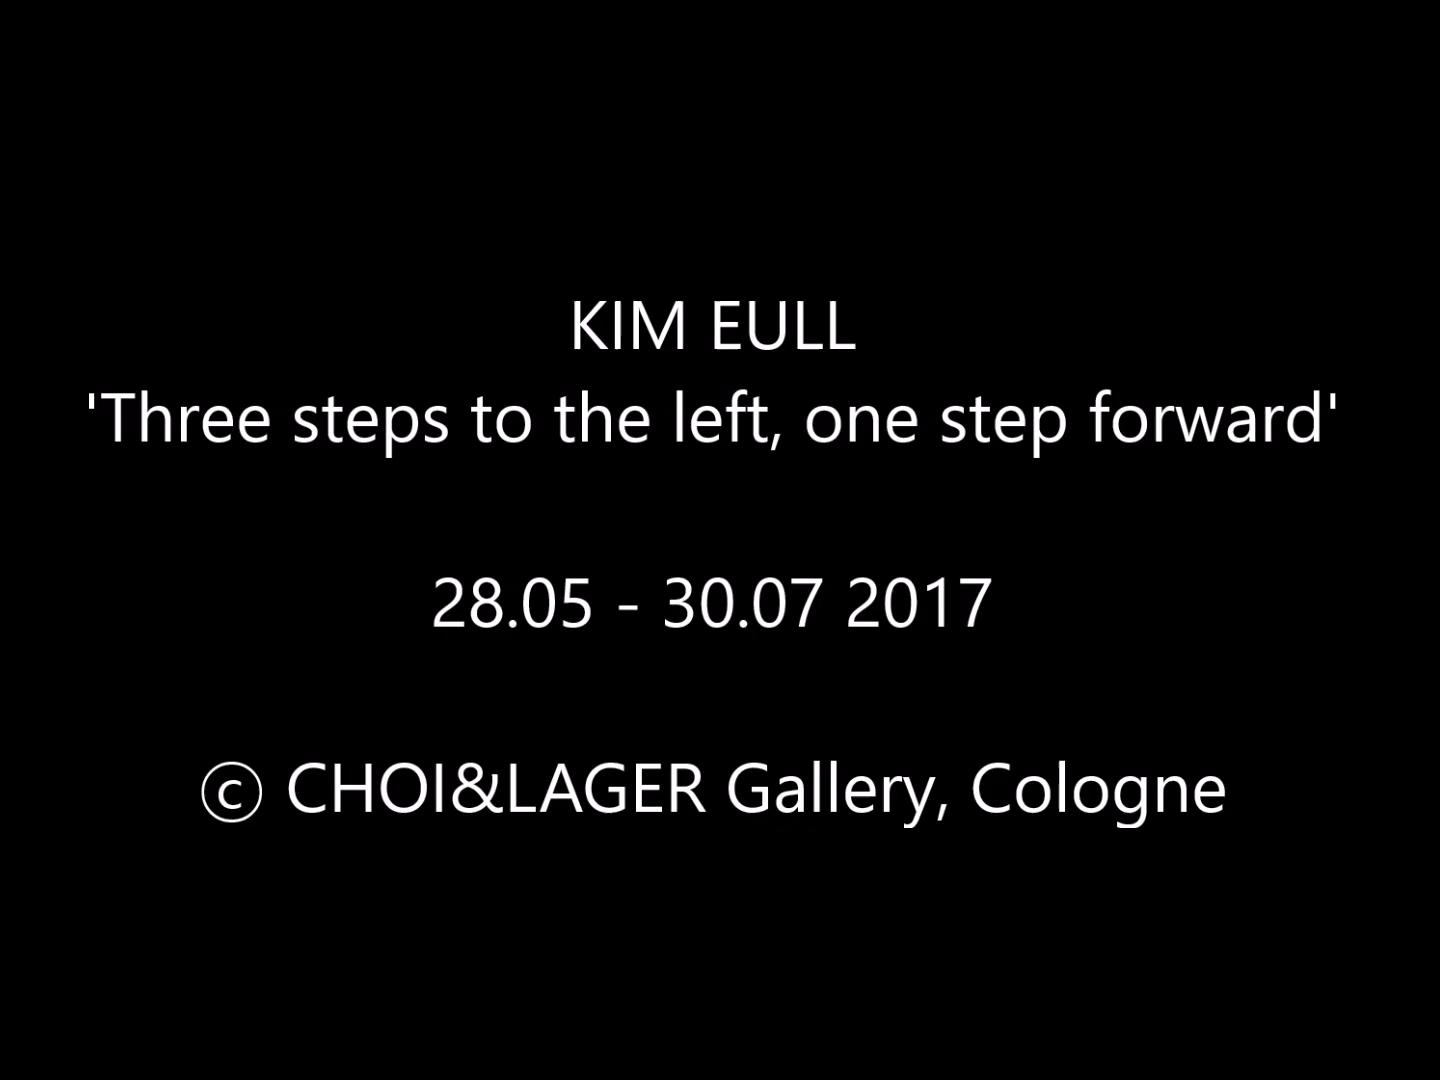 KIM EULL
'Three steps to the left, one step forward'
28.05 - 30.07 2017
© CHOI&LAGER Gallery, Cologne